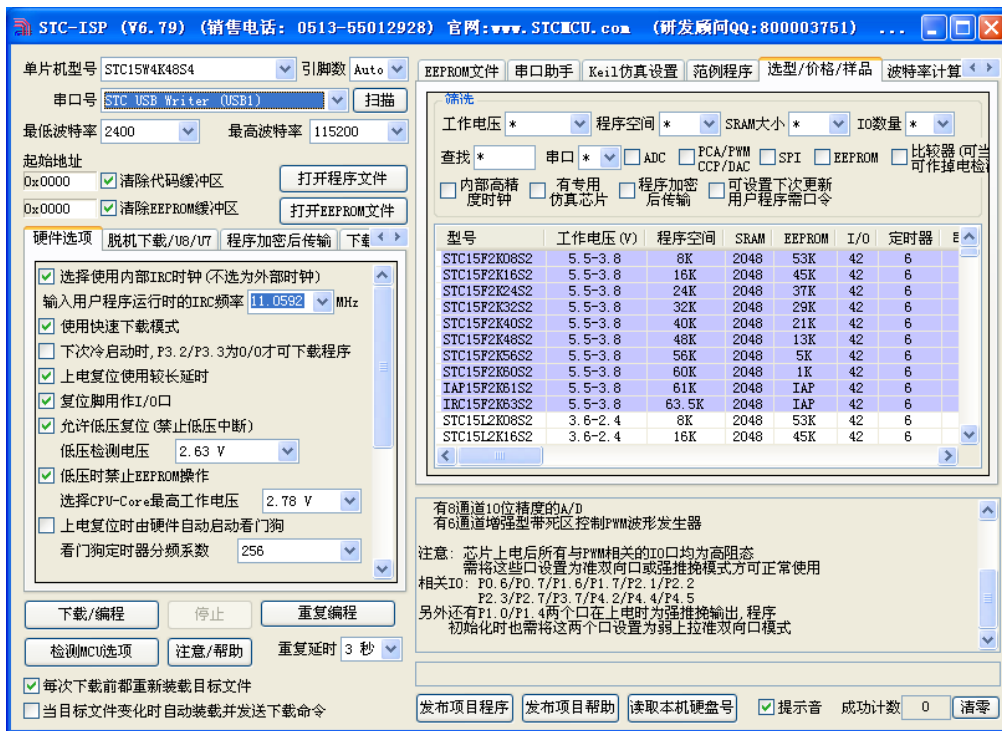 STC-ISP (V6.79) (销售电话: 0513-55012928) 官网:www.STCMCU.com (研发顾问QQ:800003751) ...
单片机型号 STC15W4K48S4 引脚数 Auto
串口号 STC USB Writer (USB1) 扫描
最低波特率 2400 最高波特率 115200
起始地址
0x0000 清除代码缓冲区 打开程序文件
0x0000 清除EEPROM缓冲区 打开EEPROM文件
硬件选项 脱机下载/U8/U7 程序加密后传输 下载
选择使用内部IRC时钟(不选为外部时钟)
输入用户程序运行时的IRC频率 11.0592 MHz
使用快速下载模式
下次冷启动时,P3.2/P3.3为0/0才可下载程序
上电复位使用较长延时
复位脚用作I/O口
允许低压复位(禁止低压中断)
低压检测电压 2.63 V
低压时禁止EEPROM操作
选择CPU-Core最高工作电压 2.78 V
上电复位时由硬件自动启动看门狗
看门狗定时器分频系数 256
下载/编程 停止 重复编程
检测MCU选项 注意/帮助 重复延时 3 秒
每次下载前都重新装载目标文件
当目标文件变化时自动装载并发送下载命令
EEPROM文件 串口助手 Keil仿真设置 范例程序 选型/价格/样品 波特率计算
筛选
工作电压 * 程序空间 * SRAM大小 * IO数量 *
查找 * 串口 * ADC PCA/PWM CCP/DAC SPI EEPROM 比较器(可当 可作掉电检
内部高精度时钟 有专用仿真芯片 程序加密后传输 可设置下次更新用户程序需口令
型号 工作电压(V) 程序空间 SRAM EEPROM I/O 定时器
STC15F2K08S2 5.5-3.8 8K 2048 53K 42 6
STC15F2K16S2 5.5-3.8 16K 2048 45K 42 6
STC15F2K24S2 5.5-3.8 24K 2048 37K 42 6
STC15F2K32S2 5.5-3.8 32K 2048 29K 42 6
STC15F2K40S2 5.5-3.8 40K 2048 21K 42 6
STC15F2K48S2 5.5-3.8 48K 2048 13K 42 6
STC15F2K56S2 5.5-3.8 56K 2048 5K 42 6
STC15F2K60S2 5.5-3.8 60K 2048 1K 42 6
IAP15F2K61S2 5.5-3.8 61K 2048 IAP 42 6
IRC15F2K63S2 5.5-3.8 63.5K 2048 IAP 42 6
STC15L2K08S2 3.6-2.4 8K 2048 53K 42 6
STC15L2K16S2 3.6-2.4 16K 2048 45K 42 6
有8通道10位精度的A/D
有6通道增强型带死区控制PWM波形发生器
注意: 芯片上电后所有与PWM相关的IO口均为高阻态
需将这些口设置为准双向口或强推挽模式方可正常使用
相关IO: P0.6/P0.7/P1.6/P1.7/P2.1/P2.2
P2.3/P2.7/P3.7/P4.2/P4.4/P4.5
另外还有P1.0/P1.4两个口在上电时为强推挽输出,程序
初始化时也需将这两个口设置为弱上拉准双向口模式
发布项目程序 发布项目帮助 读取本机硬盘号 提示音 成功计数 0 清零